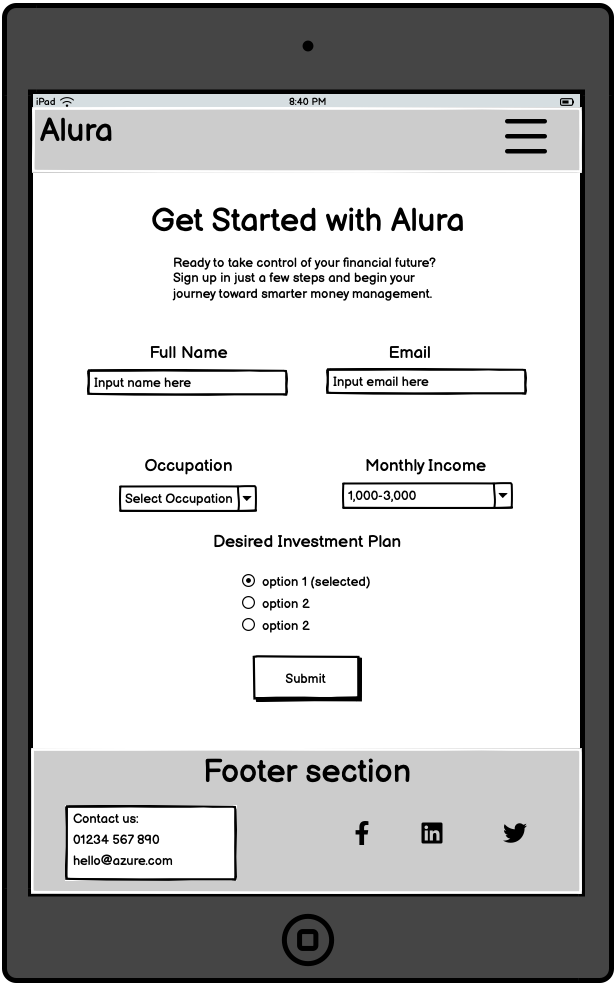 iPad 8:40 PM
Alura
Get Started with Alura
Ready to take control of your financial future?
Sign up in just a few steps and begin your
journey toward smarter money management.
Full Name
Input name here
Email
Input email here
Occupation
Select Occupation
Monthly Income
1,000-3,000
Desired Investment Plan
option 1 (selected)
option 2
option 2
Submit
Footer section
Contact us:
01234 567 890
hello@azure.com